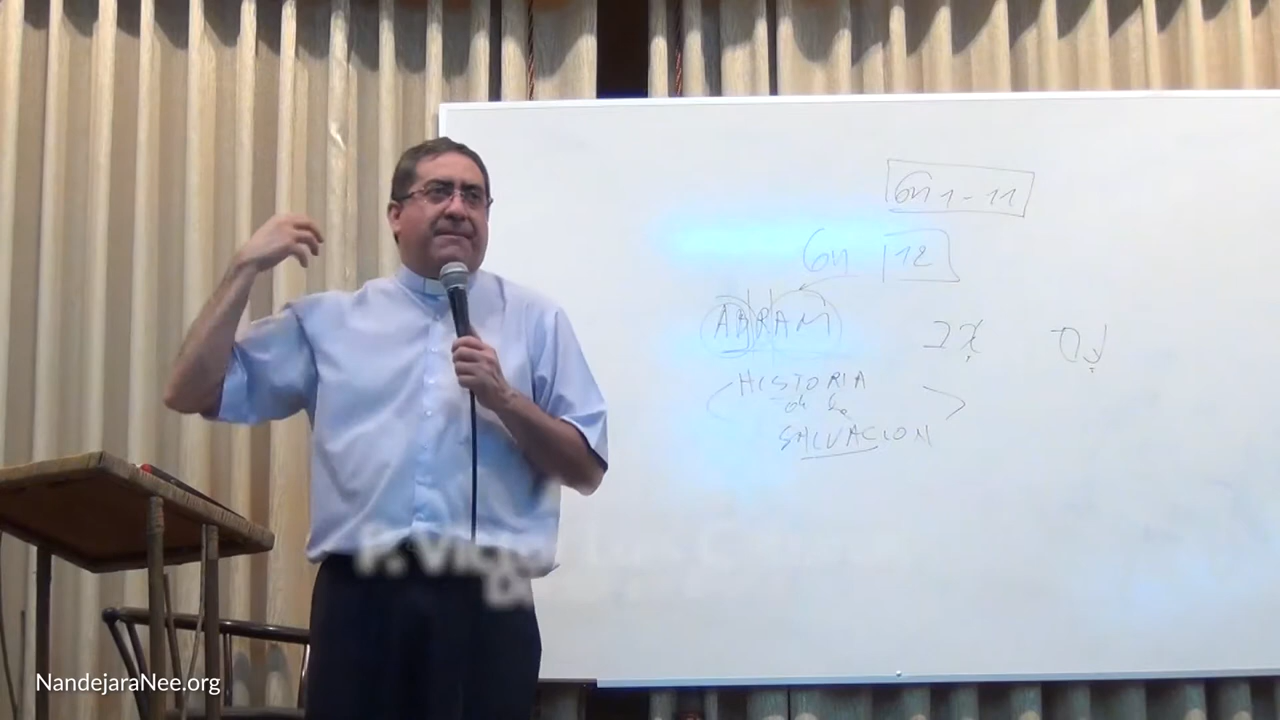 Gn 1-11
Gn 12
ABRAM
HISTORIA
de la
SALVACION
NandejaraNee.org